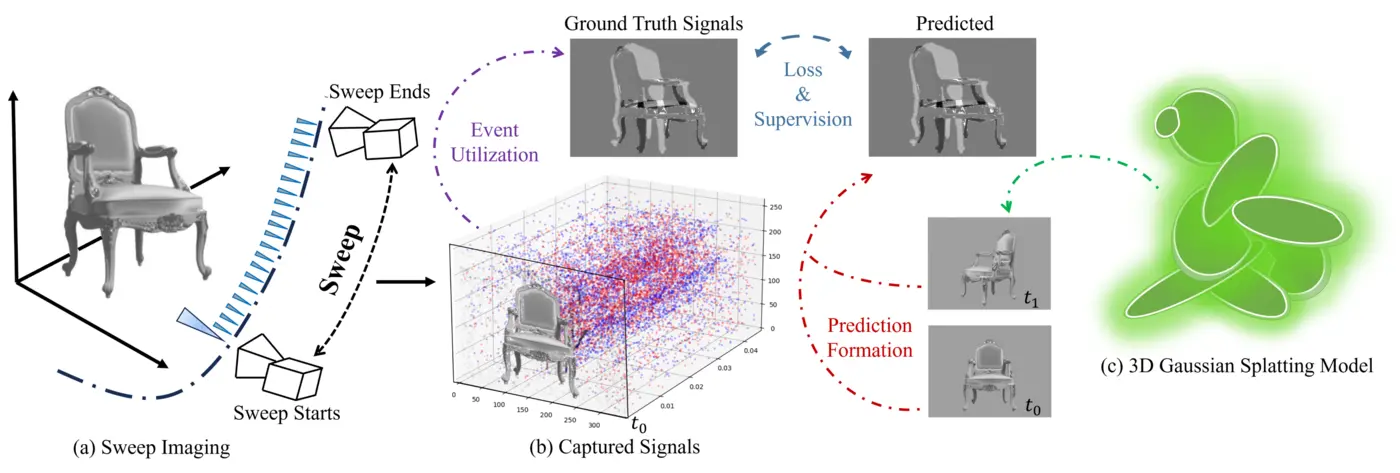 Ground Truth Signals
Predicted
Sweep Ends
Loss
&
Supervision
Event
Utilization
Sweep
250
200
150
100
50
0
0.04
0.03
0.02
0.01
0
50
100
150
200
250
300
t₀
t₁
Prediction
Formation
t₀
Sweep Starts
(a) Sweep Imaging
(b) Captured Signals
(c) 3D Gaussian Splatting Model